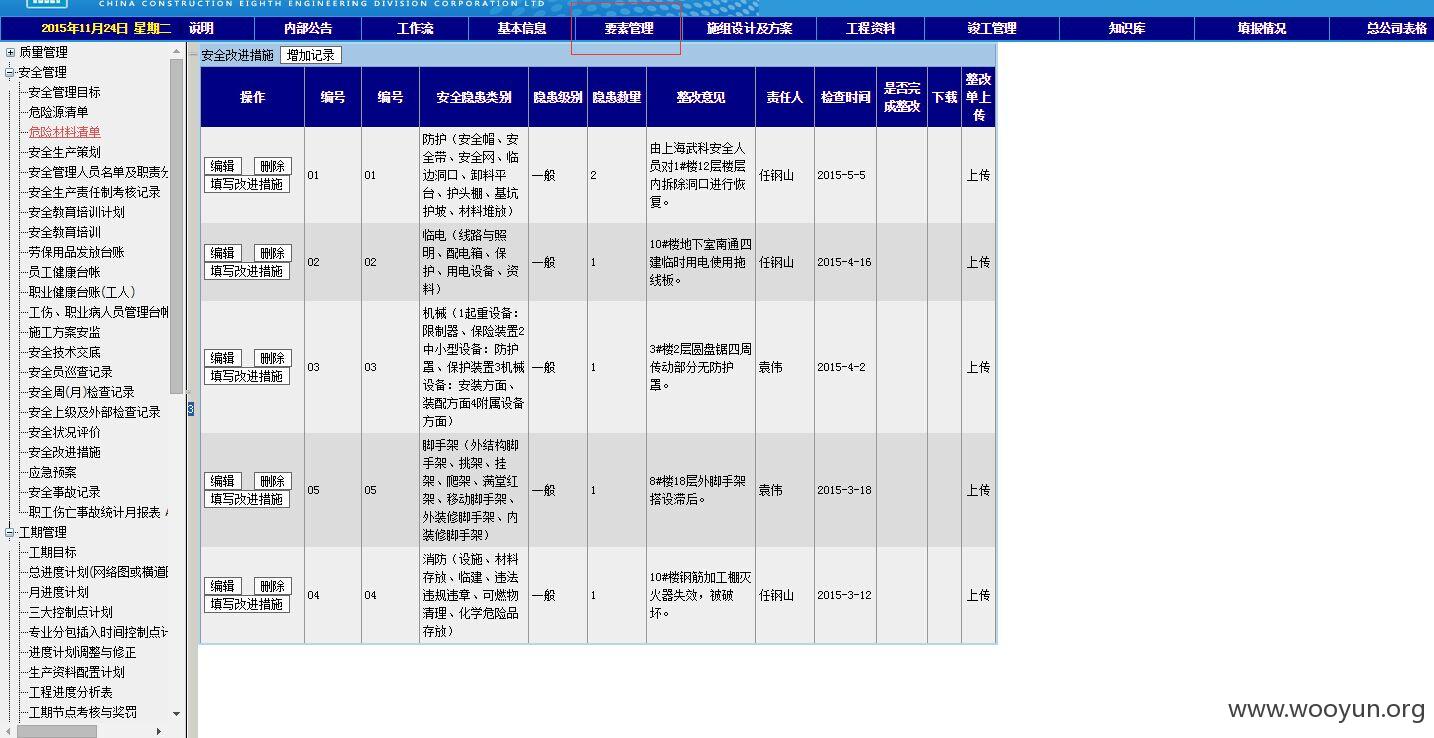 CHINA CONSTRUCTION EIGHTH ENGINEERING DIVISION CORPORATION LTD
2015年11月24日 星期二 说明 内部公告 工作流 基本信息 要素管理 施组设计及方案 工程资料 竣工管理 知识库 填报情况 总公司表格
质量管理
安全管理
安全管理目标
危险源清单
危险材料清单
安全生产策划
安全管理人员名单及职责分
安全生产责任制考核记录
安全教育培训计划
安全教育培训
劳保用品发放台账
员工健康台帐
职业健康台账(工人)
工伤、职业病人员管理台帐
施工方案安监
安全技术交底
安全员巡查记录
安全周(月)检查记录
安全上级及外部检查记录
安全状况评价
安全改进措施
应急预案
安全事故记录
职工伤亡事故统计月报表
工期管理
工期目标
总进度计划(网络图或横道图
月进度计划
三大控制点计划
专业分包插入时间控制点计
进度计划调整与修正
生产资料配置计划
工程进度分析表
工期节点考核与奖罚
3
安全改进措施 增加记录
操作 编号 编号 安全隐患类别 隐患级别 隐患数量 整改意见 责任人 检查时间 是否完
成整改 下载 整改
单上
传
编辑 删除
填写改进措施
01 01
防护（安全帽、安
全带、安全网、临
边洞口、卸料平
台、护头棚、基坑
护坡、材料堆放）
一般 2
由上海武科安全人
员对1#楼12层楼层
内拆除洞口进行恢
复。
任钢山 2015-5-5 上传
编辑 删除
填写改进措施
02 02
临电（线路与照
明、配电箱、保
护、用电设备、资
料）
一般 1
10#楼地下室南通四
建临时用电使用拖
线板。
任钢山 2015-4-16 上传
编辑 删除
填写改进措施
03 03
机械（1起重设备：
限制器、保险装置2
中小型设备：防护
罩、保护装置3机械
设备：安装方面、
装配方面4附属设备
方面）
一般 1
3#楼2层圆盘锯四周
传动部分无防护
罩。
袁伟 2015-4-2 上传
编辑 删除
填写改进措施
05 05
脚手架（外结构脚
手架、挑架、挂
架、爬架、满堂红
架、移动脚手架、
外装修脚手架、内
装修脚手架）
一般 1
8#楼18层外脚手架
搭设滞后。
袁伟 2015-3-18 上传
编辑 删除
填写改进措施
04 04
消防（设施、材料
存放、临建、违法
违规违章、可燃物
清理、化学危险品
存放）
一般 1
10#楼钢筋加工棚灭
火器失效，被破
坏。
任钢山 2015-3-12 上传
www.wooyun.org